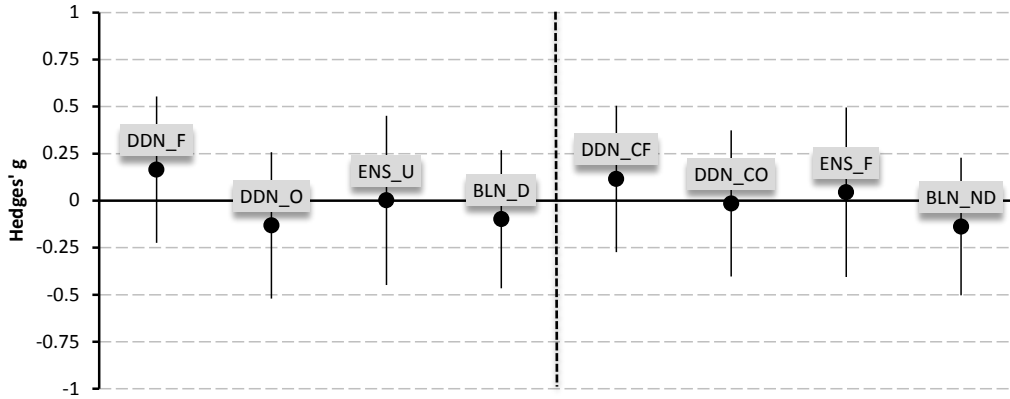 1
0.75
0.5
0.25
0
-0.25
-0.5
-0.75
-1
Hedges' g
DDN_F
DDN_O
ENS_U
BLN_D
DDN_CF
DDN_CO
ENS_F
BLN_ND